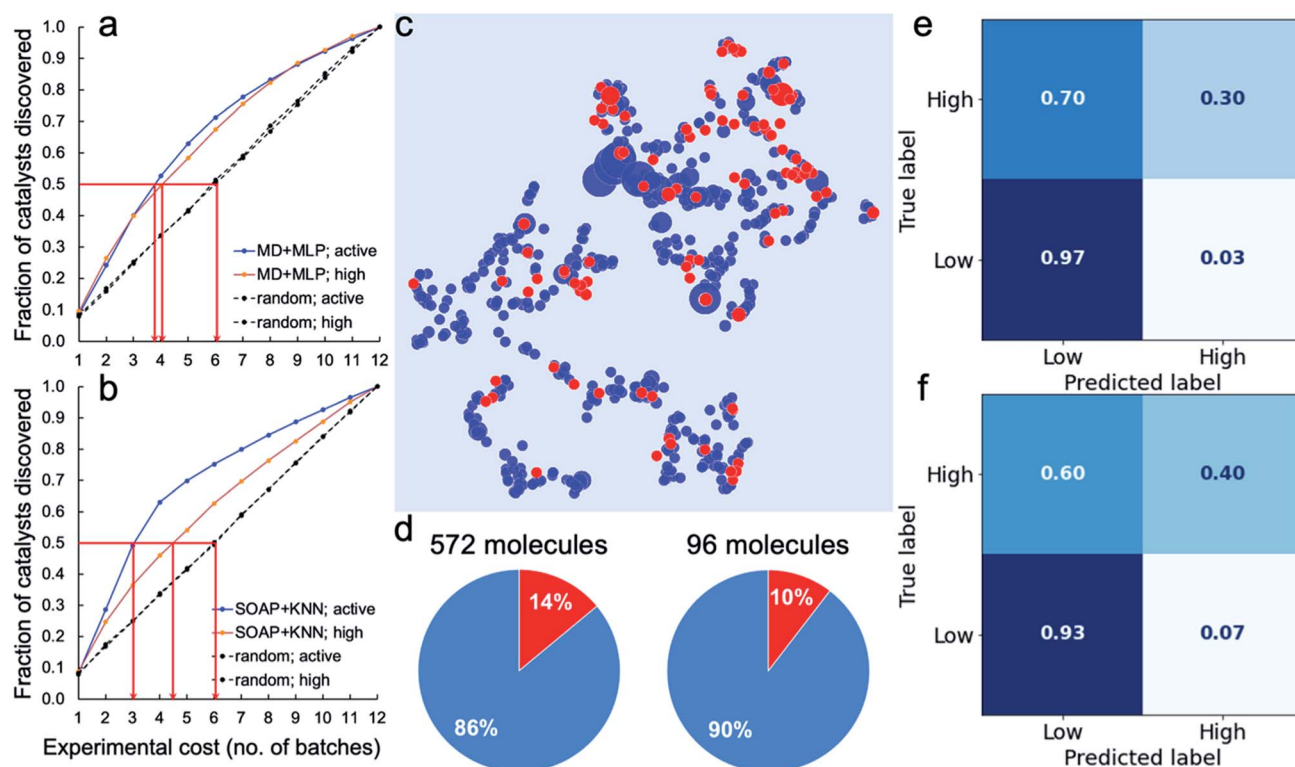 a
Fraction of catalysts discovered
1.0
0.9
0.8
0.7
0.6
0.5
0.4
0.3
0.2
0.1
0.0
MD+MLP; active
MD+MLP; high
random; active
random; high
1 2 3 4 5 6 7 8 9 10 11 12
b
Fraction of catalysts discovered
1.0
0.9
0.8
0.7
0.6
0.5
0.4
0.3
0.2
0.1
0.0
SOAP+KNN; active
SOAP+KNN; high
random; active
random; high
1 2 3 4 5 6 7 8 9 10 11 12
Experimental cost (no. of batches)
c
d
572 molecules
14%
86%
96 molecules
10%
90%
e
True label
High
0.70 0.30
Low
0.97 0.03
Low High
Predicted label
f
True label
High
0.60 0.40
Low
0.93 0.07
Low High
Predicted label